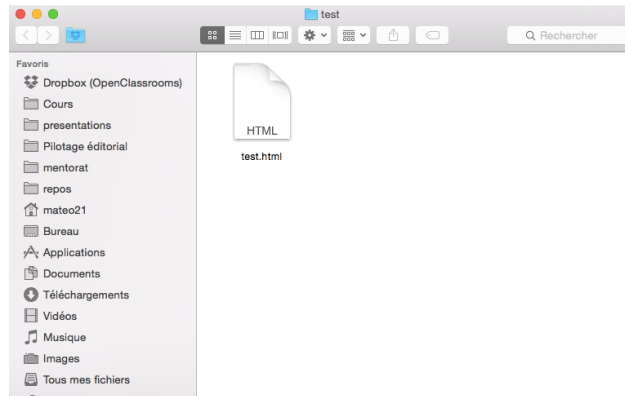 test
Rechercher
Favoris
Dropbox (OpenClassrooms)
Cours
presentations
Pilotage éditorial
mentorat
repos
mateo21
Bureau
Applications
Documents
Téléchargements
Vidéos
Musique
Images
Tous mes fichiers
HTML
test.html